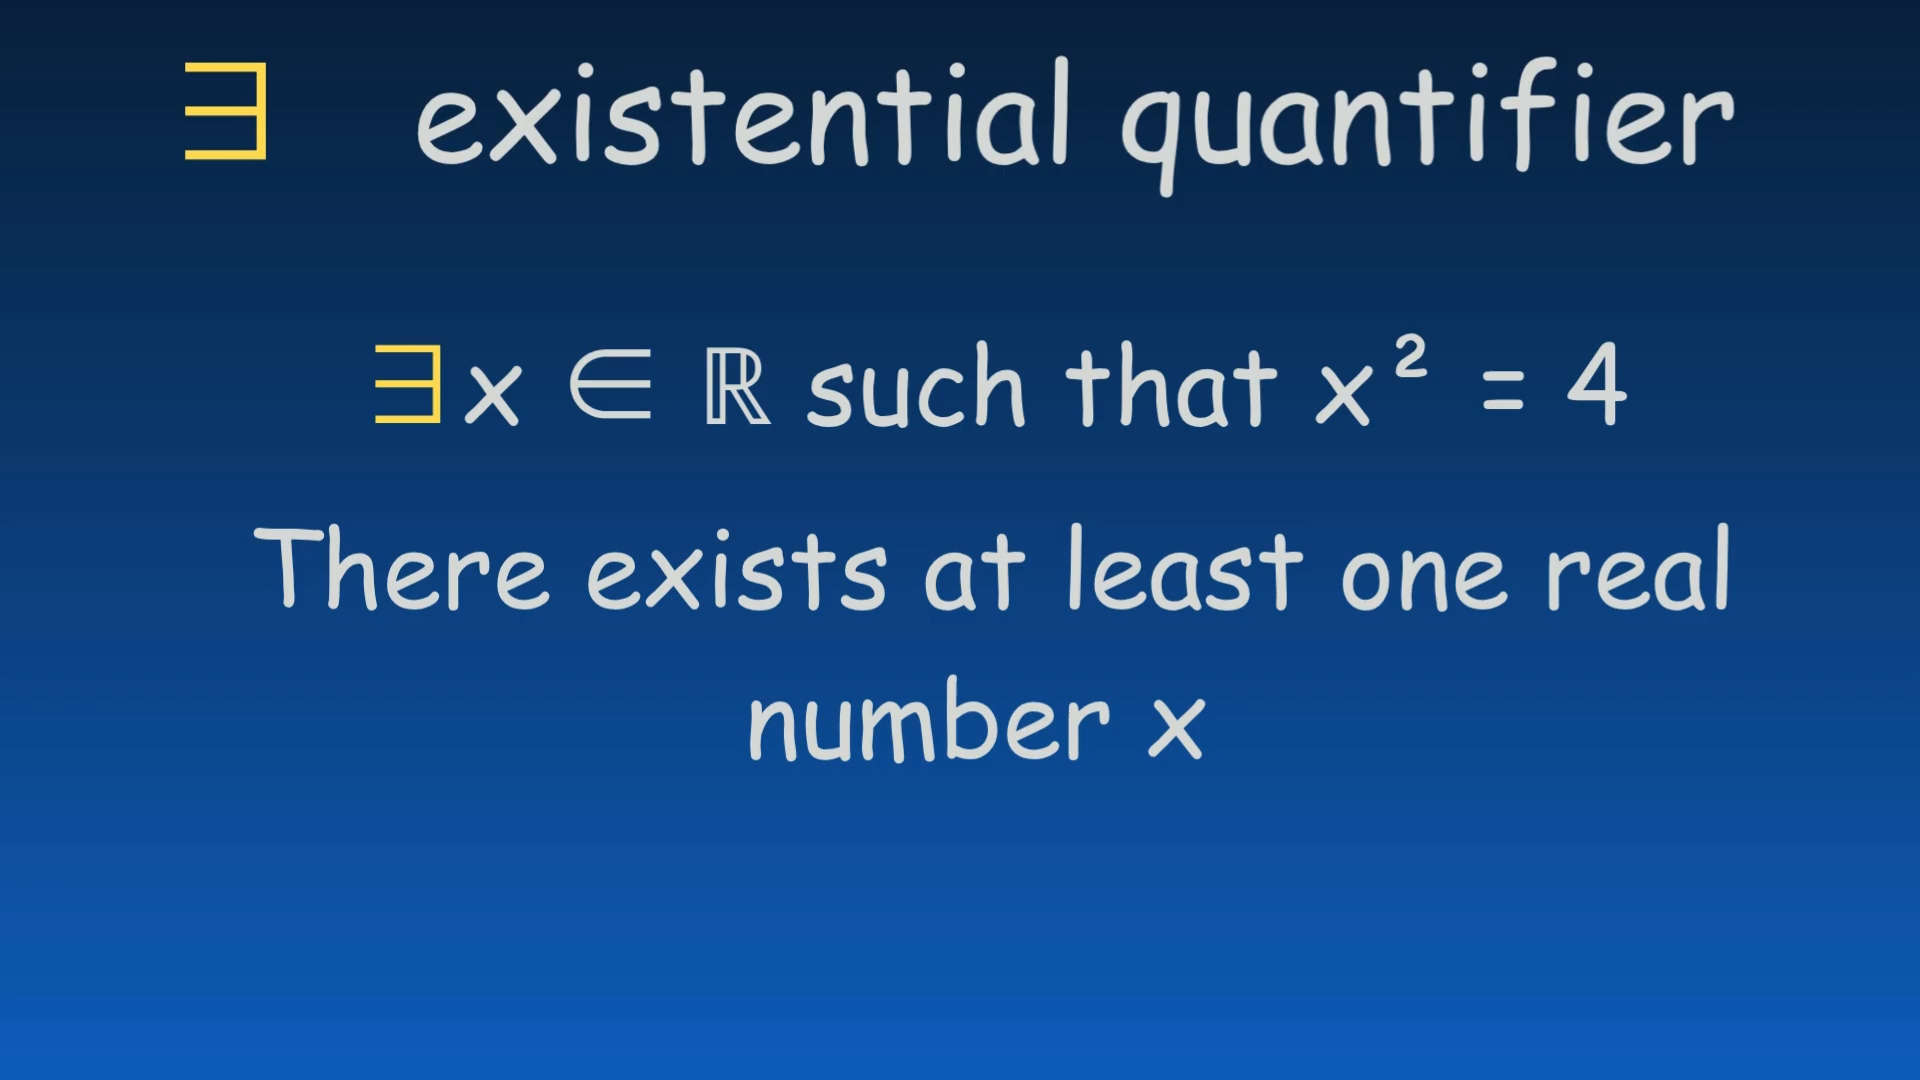 ∃ existential quantifier
∃x ∈ ℝ such that x² = 4
There exists at least one real
number x